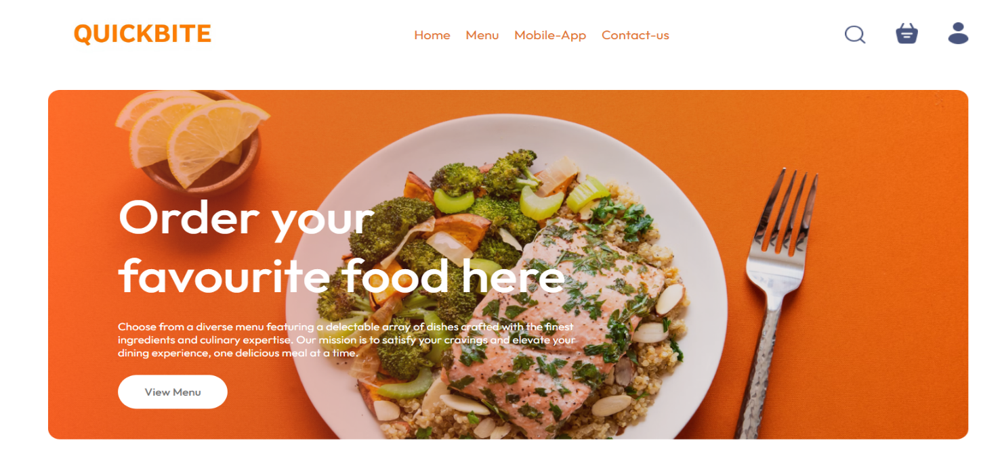 QUICKBITE
Home Menu Mobile-App Contact-us
Order your
favourite food here
Choose from a diverse menu featuring a delectable array of dishes crafted with the finest
ingredients and culinary expertise. Our mission is to satisfy your cravings and elevate your
dining experience, one delicious meal at a time.
View Menu